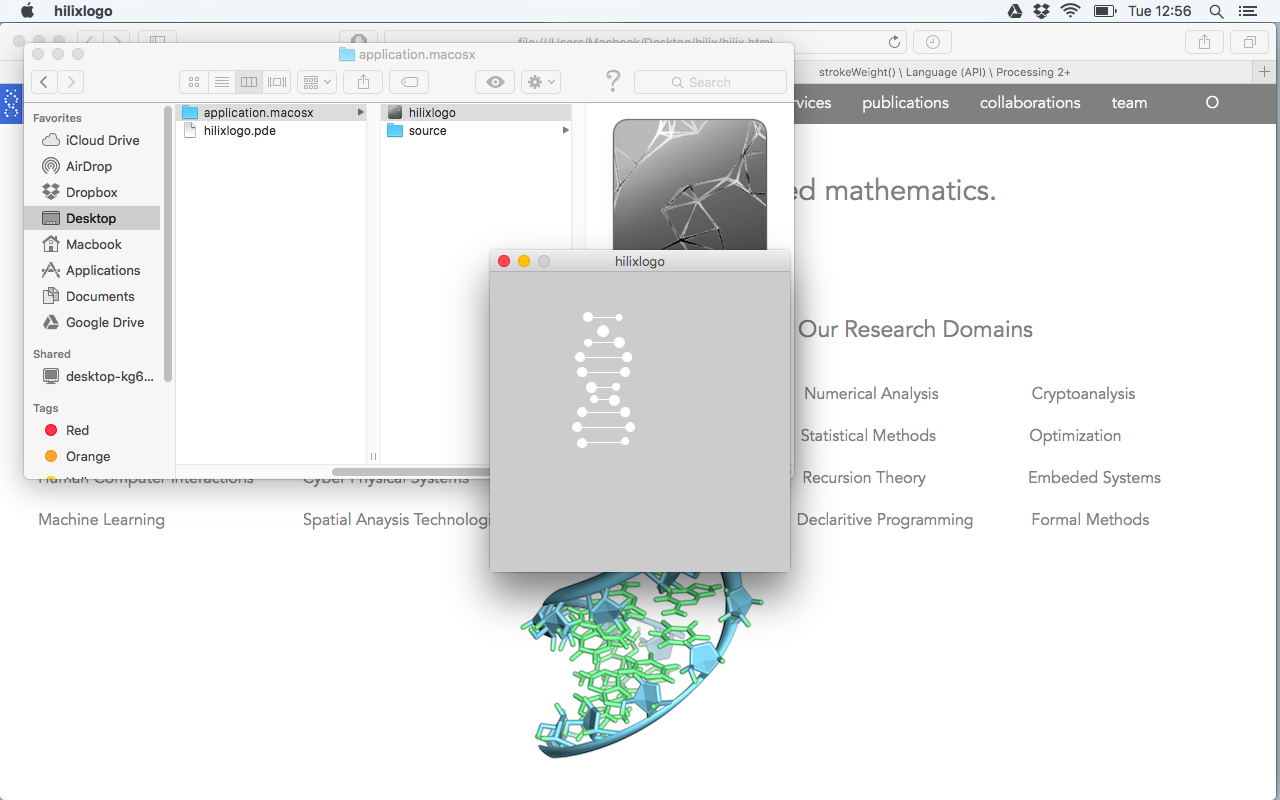 hilixlogo
Tue 12:56
file:///Users/Macbook/Desktop/hilix/hilix.html
application.macosx
Search
strokeWeight() \ Language (API) \ Processing 2+
publications
collaborations
team
O
Favorites
iCloud Drive
AirDrop
Dropbox
Desktop
Macbook
Applications
Documents
Google Drive
Shared
desktop-kg6...
Tags
Red
Orange
application.macosx
hilixlogo.pde
hilixlogo
source
mathematics.
hilixlogo
Our Research Domains
Numerical Analysis
Cryptoanalysis
Statistical Methods
Optimization
Recursion Theory
Embeded Systems
Human Computer Interactions
Cyber Physical Systems
Machine Learning
Spatial Anaysis Technologi
Declaritive Programming
Formal Methods